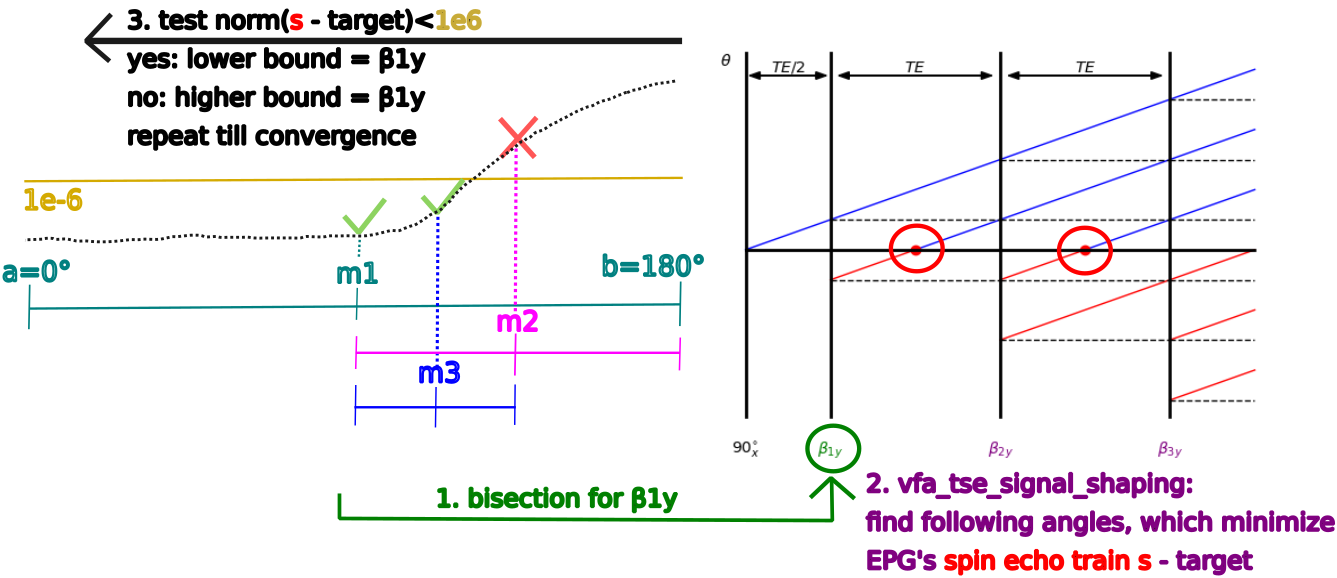 3. test norm(s - target)<1e6
yes: lower bound = β1y
no: higher bound = β1y
repeat till convergence
1e-6
a=0°
m1
b=180°
m2
m3
1. bisection for β1y
θ
TE/2
TE
TE
90°x
β1y
β2y
β3y
2. vfa_tse_signal_shaping:
find following angles, which minimize
EPG's spin echo train s - target